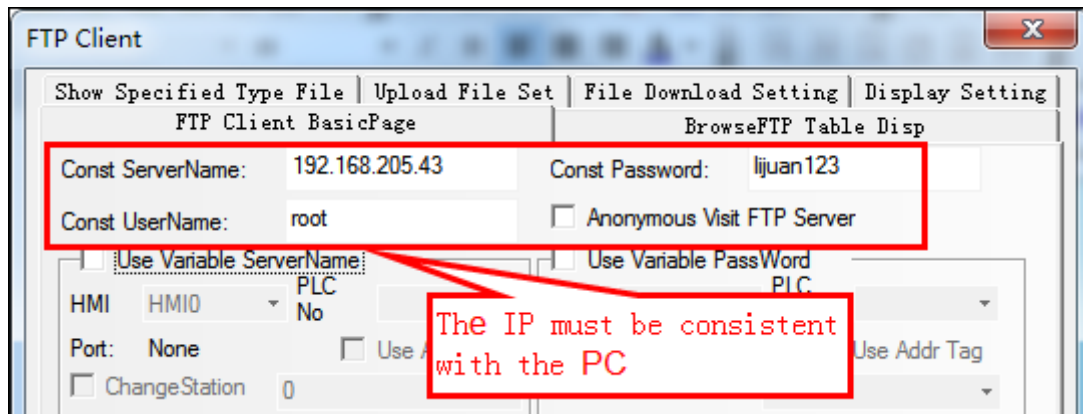 FTP Client
Show Specified Type File Upload File Set File Download Setting Display Setting
FTP Client BasicPage BrowseFTP Table Disp
Const ServerName: 192.168.205.43 Const Password: lijuan123
Const UserName: root Anonymous Visit FTP Server
Use Variable ServerName Use Variable PassWord
HMI HMI0 PLC No PLC
Port: None Use Use Addr Tag
ChangeStation 0
The IP must be consistent
with the PC